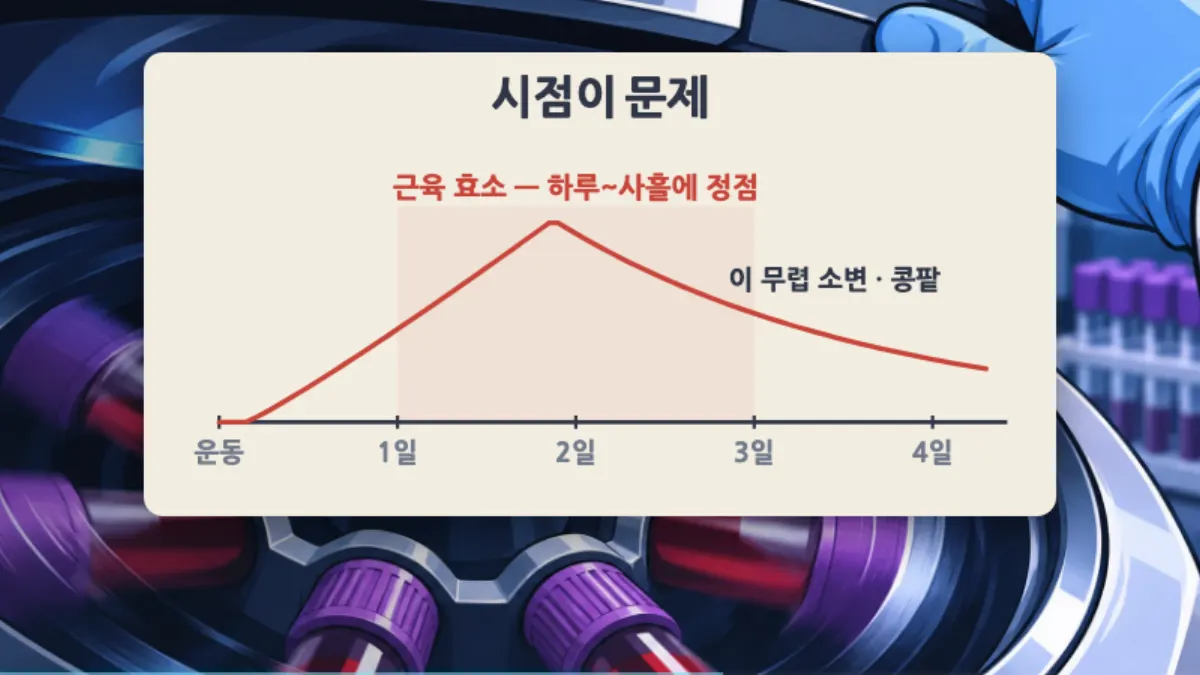 시점이 문제
근육 효소 — 하루~사흘에 정점
이 무렵 소변 · 콩팥
운동 1일 2일 3일 4일